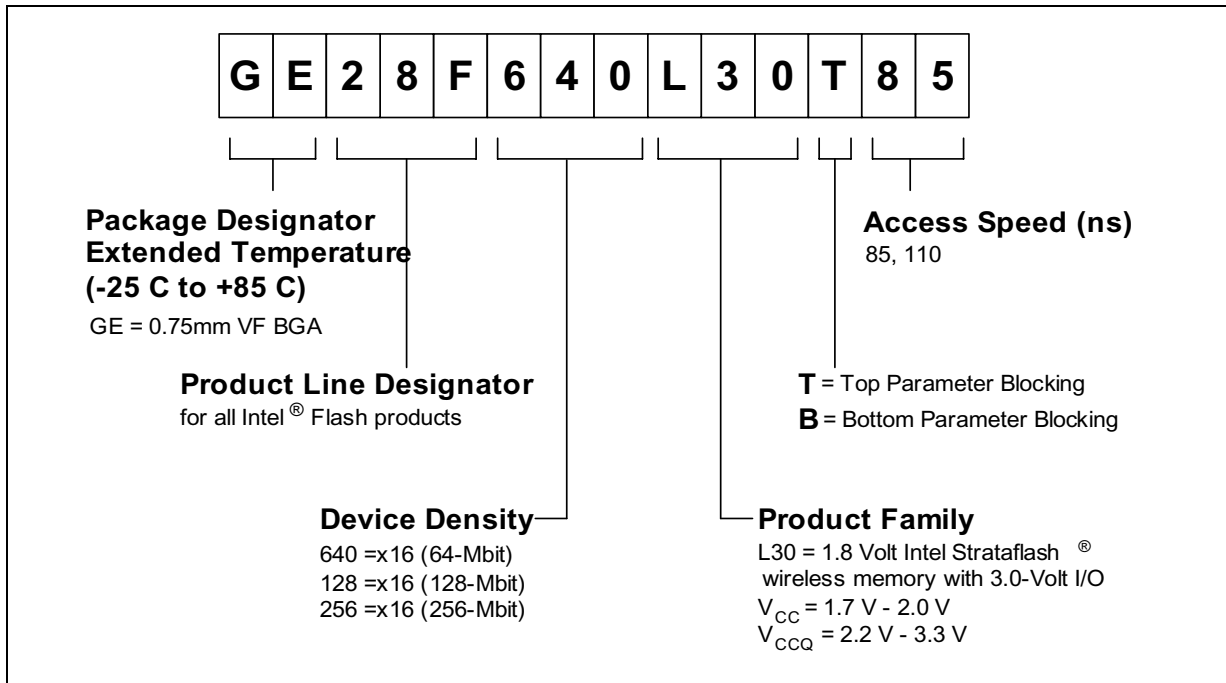 G E 2 8 F 6 4 0 L 3 0 T 8 5
Package Designator
Extended Temperature
(-25 C to +85 C)
GE = 0.75mm VF BGA
Access Speed (ns)
85, 110
Product Line Designator
for all Intel ® Flash products
T = Top Parameter Blocking
B = Bottom Parameter Blocking
Device Density
640 =x16 (64-Mbit)
128 =x16 (128-Mbit)
256 =x16 (256-Mbit)
Product Family
L30 = 1.8 Volt Intel Strataflash ®
wireless memory with 3.0-Volt I/O
VCC = 1.7 V - 2.0 V
VCCQ = 2.2 V - 3.3 V